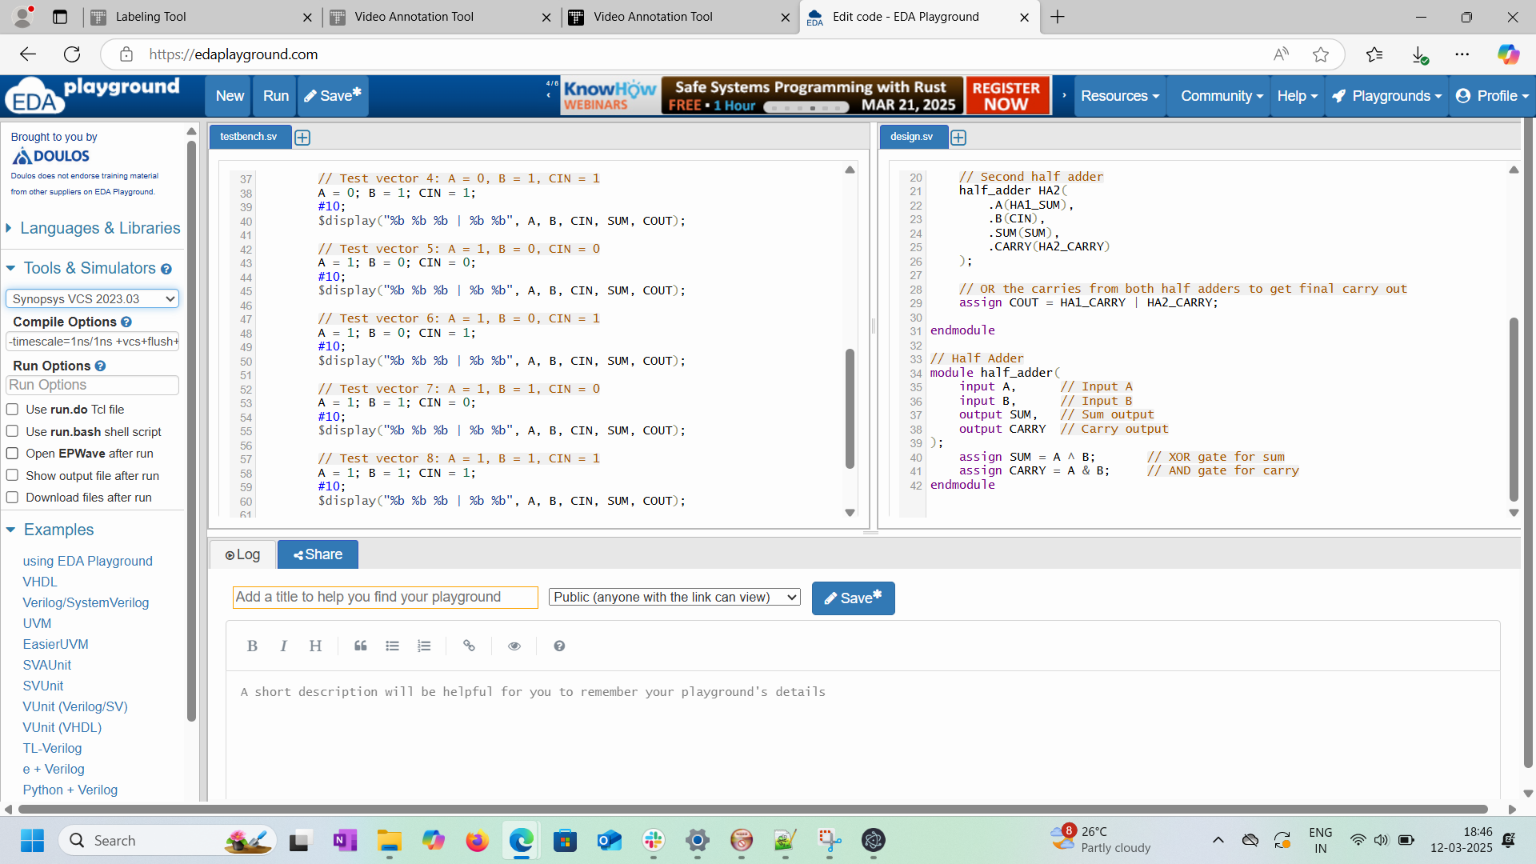 Labeling Tool
Video Annotation Tool
Video Annotation Tool
Edit code - EDA Playground
https://edaplayground.com
EDA playground
New
Run
Save*
4/6
KnowHow WEBINARS
Safe Systems Programming with Rust
FREE • 1 Hour
MAR 21, 2025
REGISTER NOW
Resources
Community
Help
Playgrounds
Profile
Brought to you by
DOULOS
Doulos does not endorse training material
from other suppliers on EDA Playground.
Languages & Libraries
Tools & Simulators
Synopsys VCS 2023.03
Compile Options
-timescale=1ns/1ns +vcs+flush+
Run Options
Run Options
Use run.do Tcl file
Use run.bash shell script
Open EPWave after run
Show output file after run
Download files after run
Examples
using EDA Playground
VHDL
Verilog/SystemVerilog
UVM
EasierUVM
SVAUnit
SVUnit
VUnit (Verilog/SV)
VUnit (VHDL)
TL-Verilog
e + Verilog
Python + Verilog
testbench.sv
37 // Test vector 4: A = 0, B = 1, CIN = 1
38 A = 0; B = 1; CIN = 1;
39 #10;
40 $display("%b %b %b | %b %b", A, B, CIN, SUM, COUT);
41
42 // Test vector 5: A = 1, B = 0, CIN = 0
43 A = 1; B = 0; CIN = 0;
44 #10;
45 $display("%b %b %b | %b %b", A, B, CIN, SUM, COUT);
46
47 // Test vector 6: A = 1, B = 0, CIN = 1
48 A = 1; B = 0; CIN = 1;
49 #10;
50 $display("%b %b %b | %b %b", A, B, CIN, SUM, COUT);
51
52 // Test vector 7: A = 1, B = 1, CIN = 0
53 A = 1; B = 1; CIN = 0;
54 #10;
55 $display("%b %b %b | %b %b", A, B, CIN, SUM, COUT);
56
57 // Test vector 8: A = 1, B = 1, CIN = 1
58 A = 1; B = 1; CIN = 1;
59 #10;
60 $display("%b %b %b | %b %b", A, B, CIN, SUM, COUT);
61
design.sv
20 // Second half adder
21 half_adder HA2(
22 .A(HA1_SUM),
23 .B(CIN),
24 .SUM(SUM),
25 .CARRY(HA2_CARRY)
26 );
27
28 // OR the carries from both half adders to get final carry out
29 assign COUT = HA1_CARRY | HA2_CARRY;
30
31 endmodule
32
33 // Half Adder
34 module half_adder(
35 input A, // Input A
36 input B, // Input B
37 output SUM, // Sum output
38 output CARRY // Carry output
39 );
40 assign SUM = A ^ B; // XOR gate for sum
41 assign CARRY = A & B; // AND gate for carry
42 endmodule
Log
Share
Add a title to help you find your playground
Public (anyone with the link can view)
Save*
B I H
A short description will be helpful for you to remember your playground's details
Search
8
26°C
Partly cloudy
ENG
IN
18:46
12-03-2025